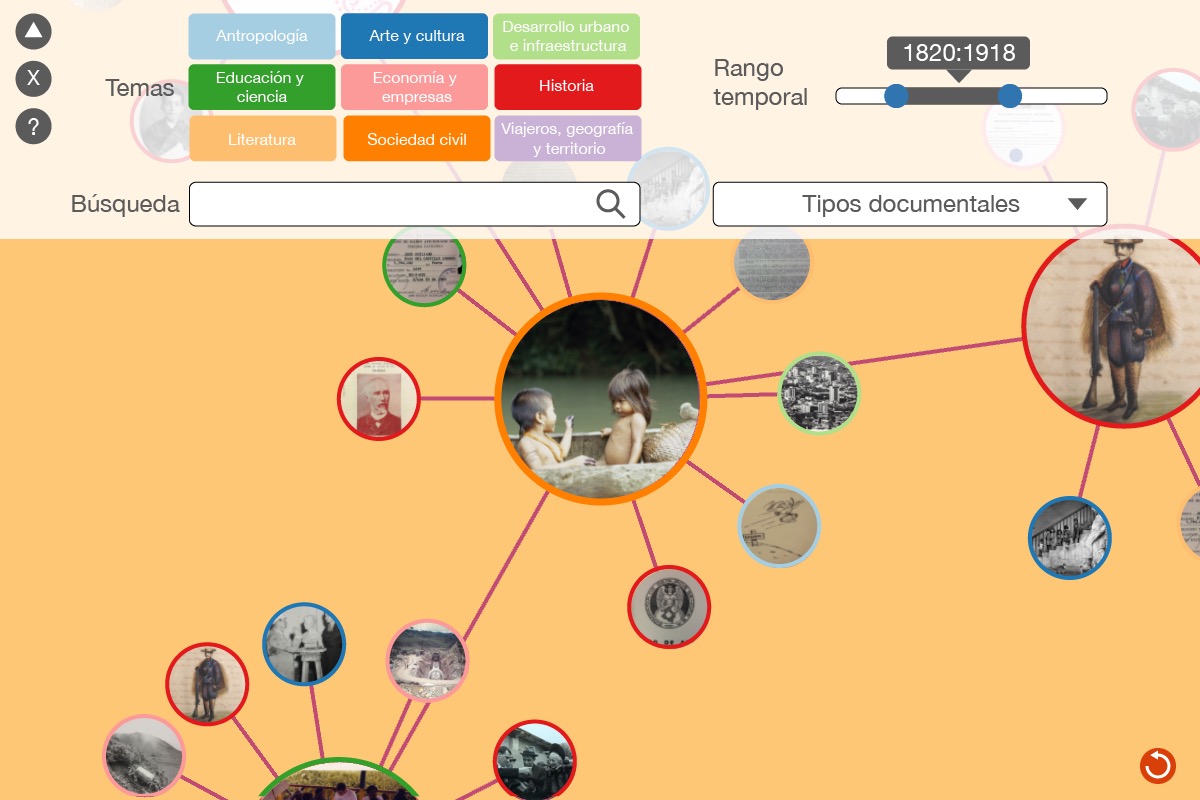 Temas
Antropología
Arte y cultura
Desarrollo urbano
e infraestructura
Educación y
ciencia
Economía y
empresas
Historia
Literatura
Sociedad civil
Viajeros, geografía
y territorio
Rango
temporal
1820:1918
X
?
Búsqueda
Tipos documentales